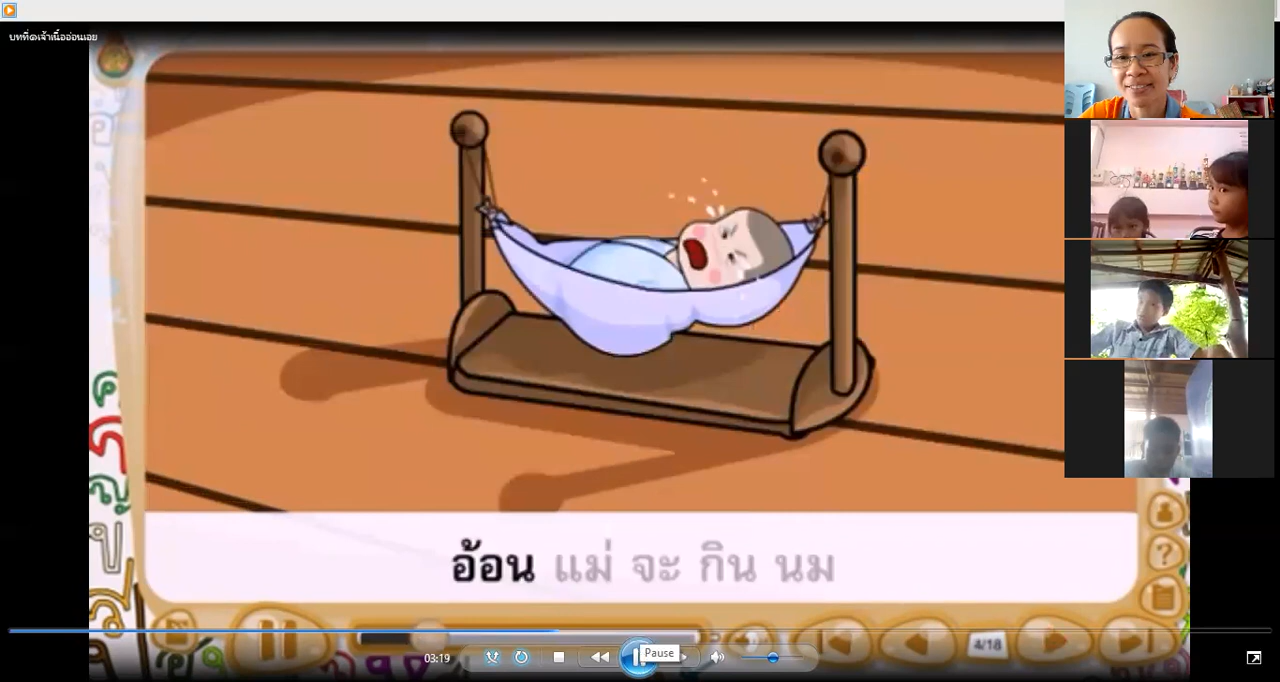 บทที่๑เจ้าเนื้ออ่อนเอย
อ้อน แม่ จะ กิน นม
4/18
03:19
Pause